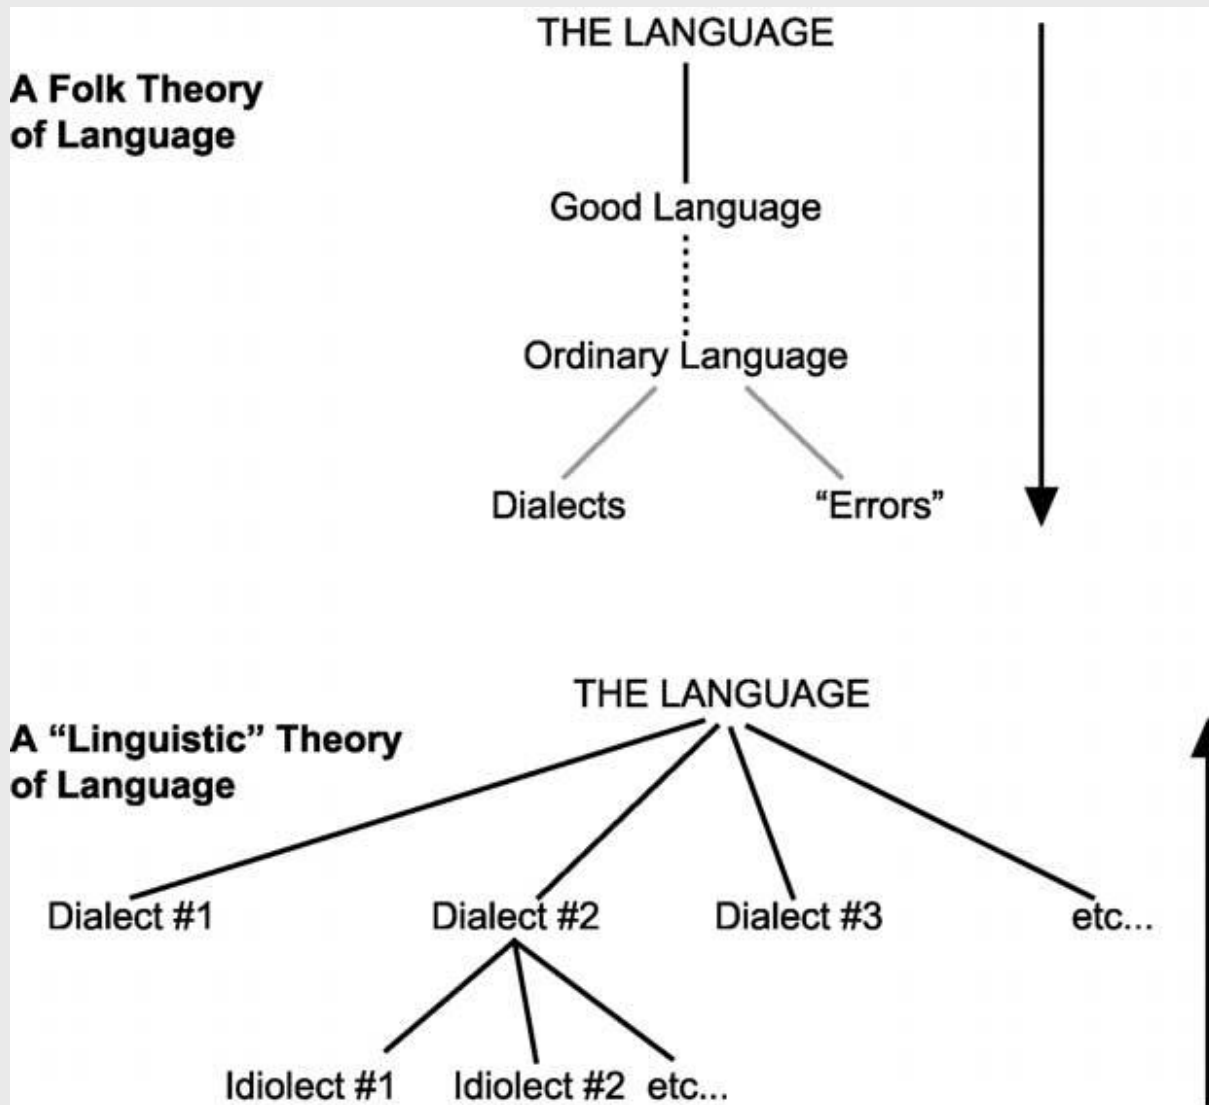 THE LANGUAGE
A Folk Theory
of Language
Good Language
Ordinary Language
Dialects “Errors”
THE LANGUAGE
A “Linguistic” Theory
of Language
Dialect #1 Dialect #2 Dialect #3 etc...
Idiolect #1 Idiolect #2 etc...